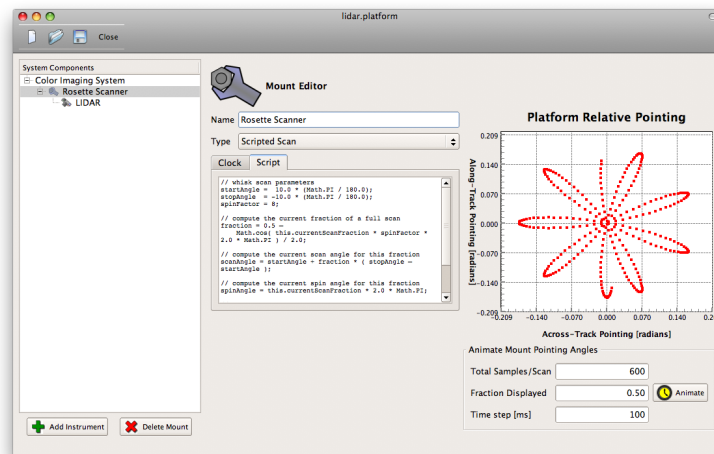 lidar.platform
Close
System Components
Color Imaging System
Rosette Scanner
LIDAR
Add Instrument
Delete Mount
Mount Editor
Name
Rosette Scanner
Type
Scripted Scan
Clock
Script
// whisk scan parameters
startAngle = 10.0 * (Math.PI / 180.0);
stopAngle = -10.0 * (Math.PI / 180.0);
spinFactor = 8;
// compute the current fraction of a full scan
fraction = 0.5 -
Math.cos( this.currentScanFraction * spinFactor *
2.0 * Math.PI ) / 2.0;
// compute the current scan angle for this fraction
scanAngle = startAngle + fraction * ( stopAngle -
startAngle );
// compute the current spin angle for this fraction
spinAngle = this.currentScanFraction * 2.0 * Math.PI;
Platform Relative Pointing
Along-Track Pointing [radians]
0.209
0.140
0.070
0.000
-0.070
-0.140
-0.209
-0.209
-0.140
-0.070
0.000
0.070
0.140
0.209
Across-Track Pointing [radians]
Animate Mount Pointing Angles
Total Samples/Scan
600
Fraction Displayed
0.50
Animate
Time step [ms]
100